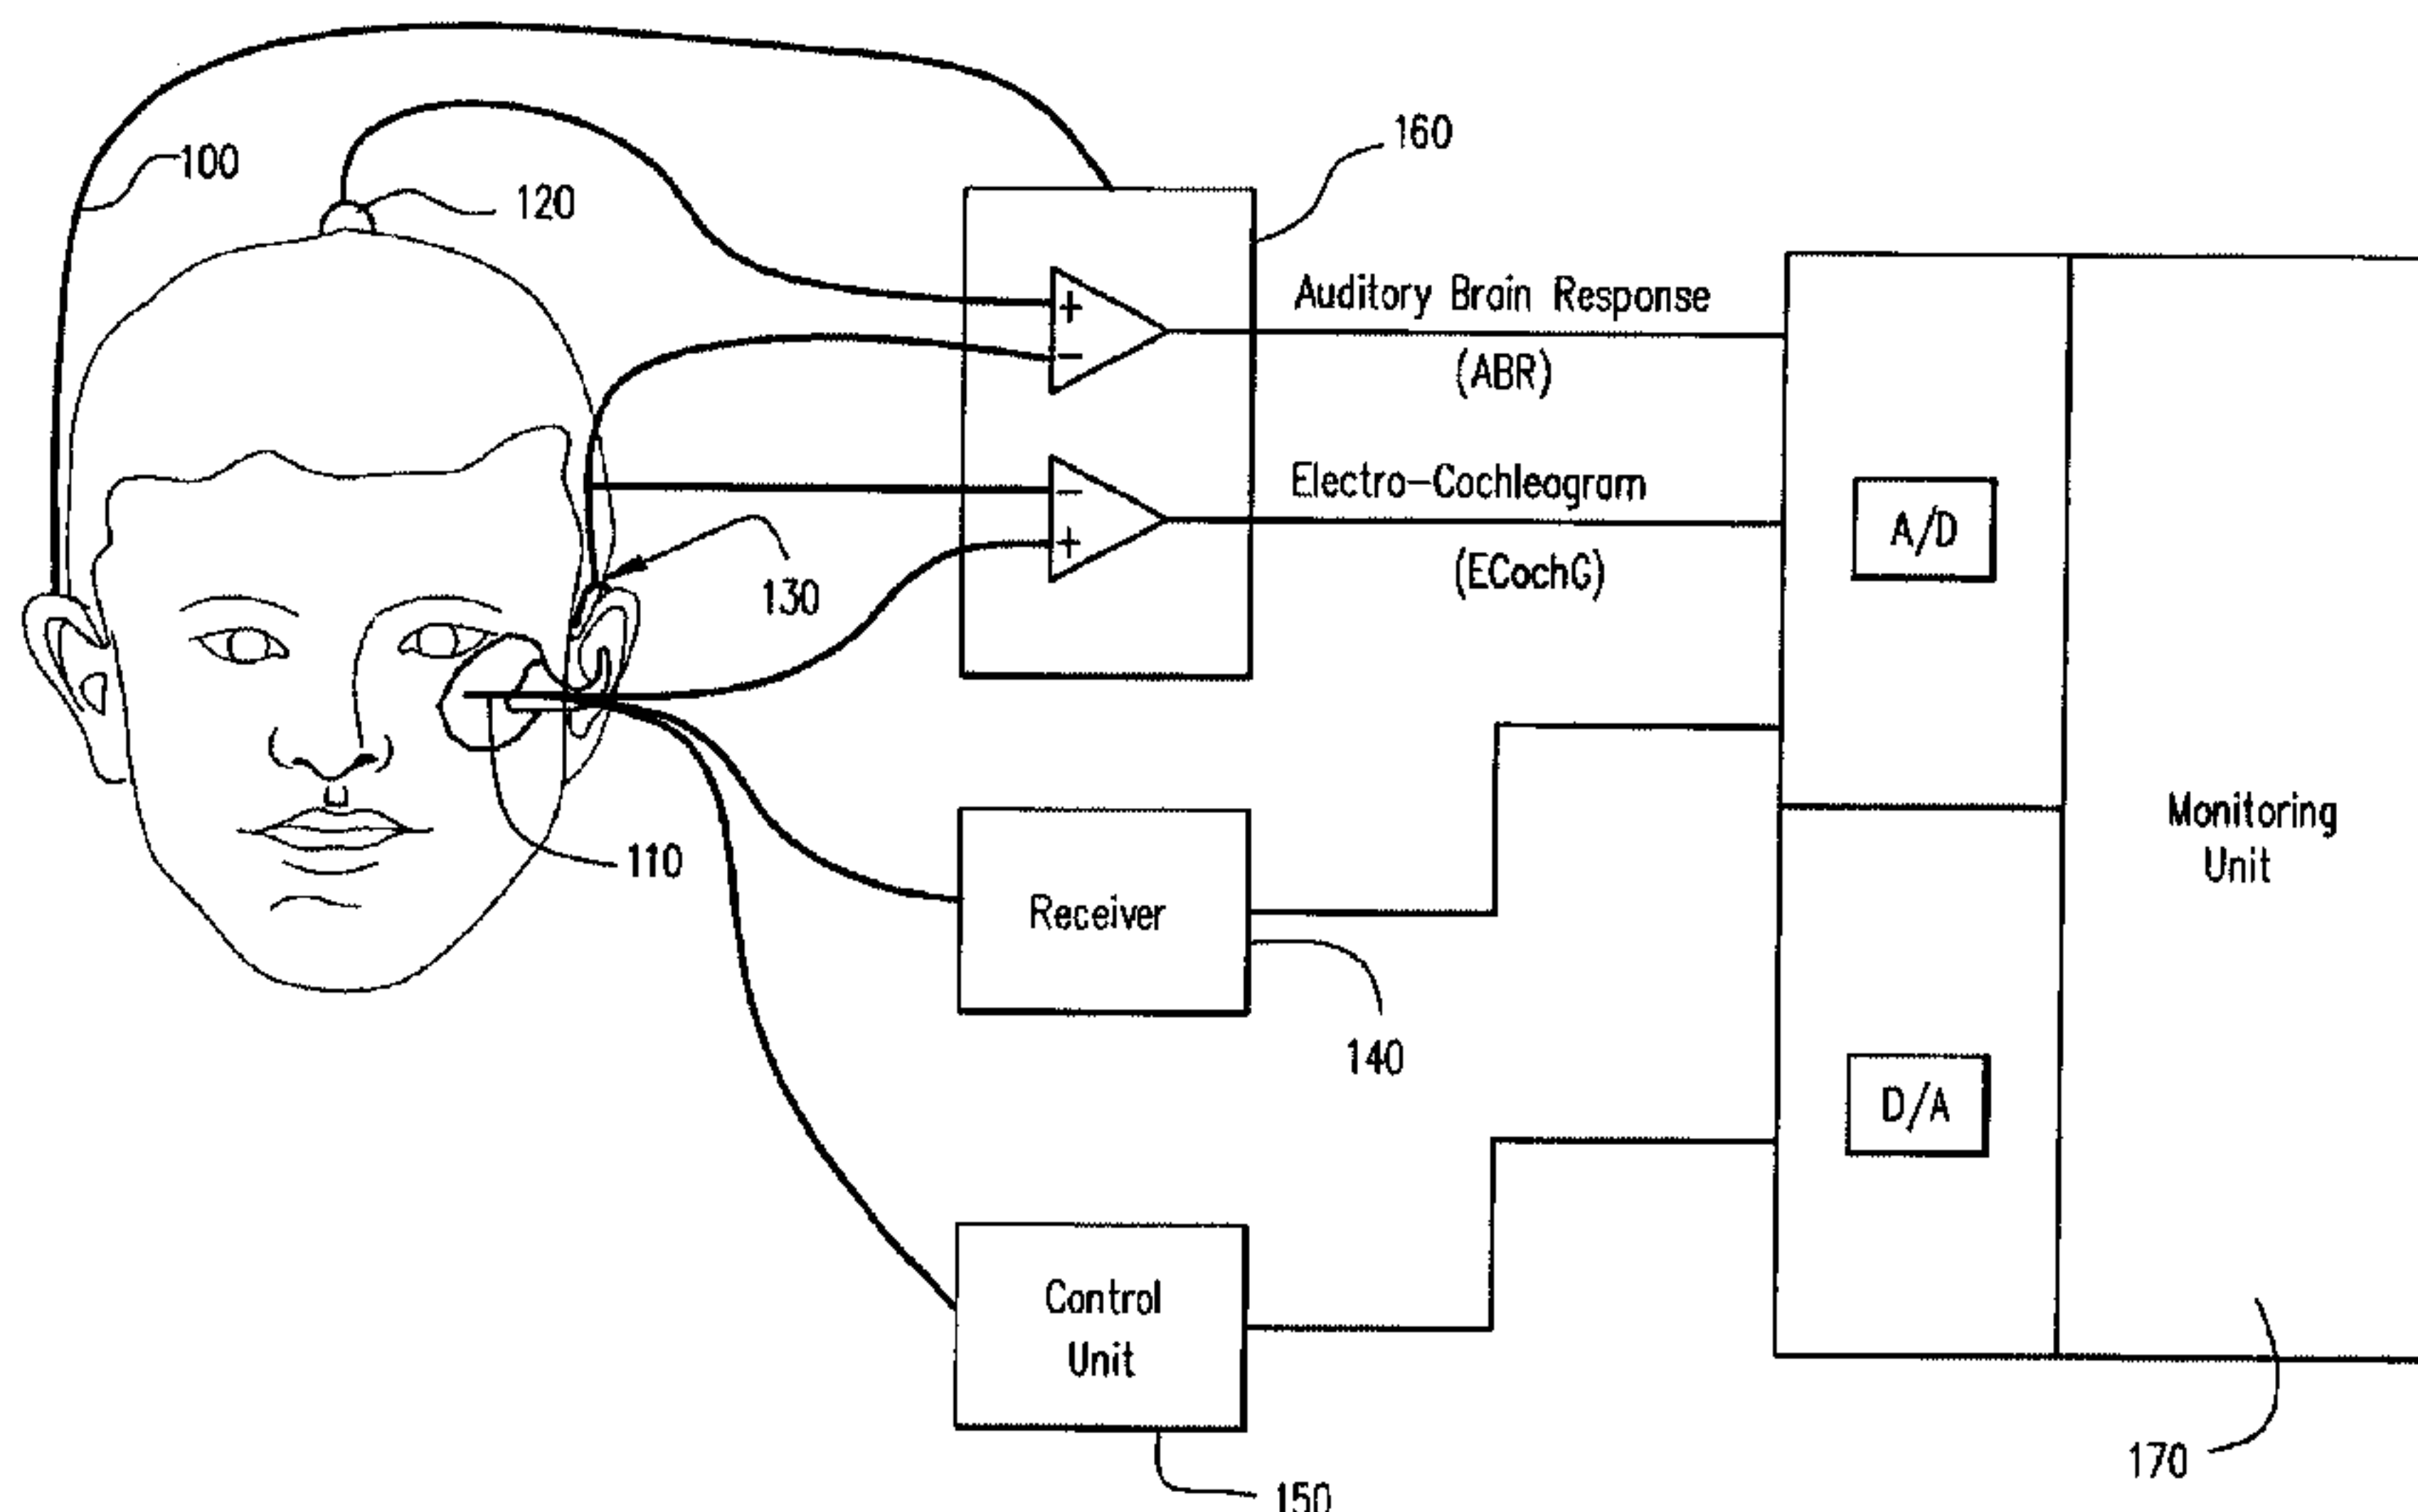 100
120
160
+
−
Auditory Brain Response
(ABR)
−
+
Electro-Cochleogram
(ECochG)
A/D
130
110
Monitoring
Unit
Receiver
140
D/A
Control
Unit
150
170